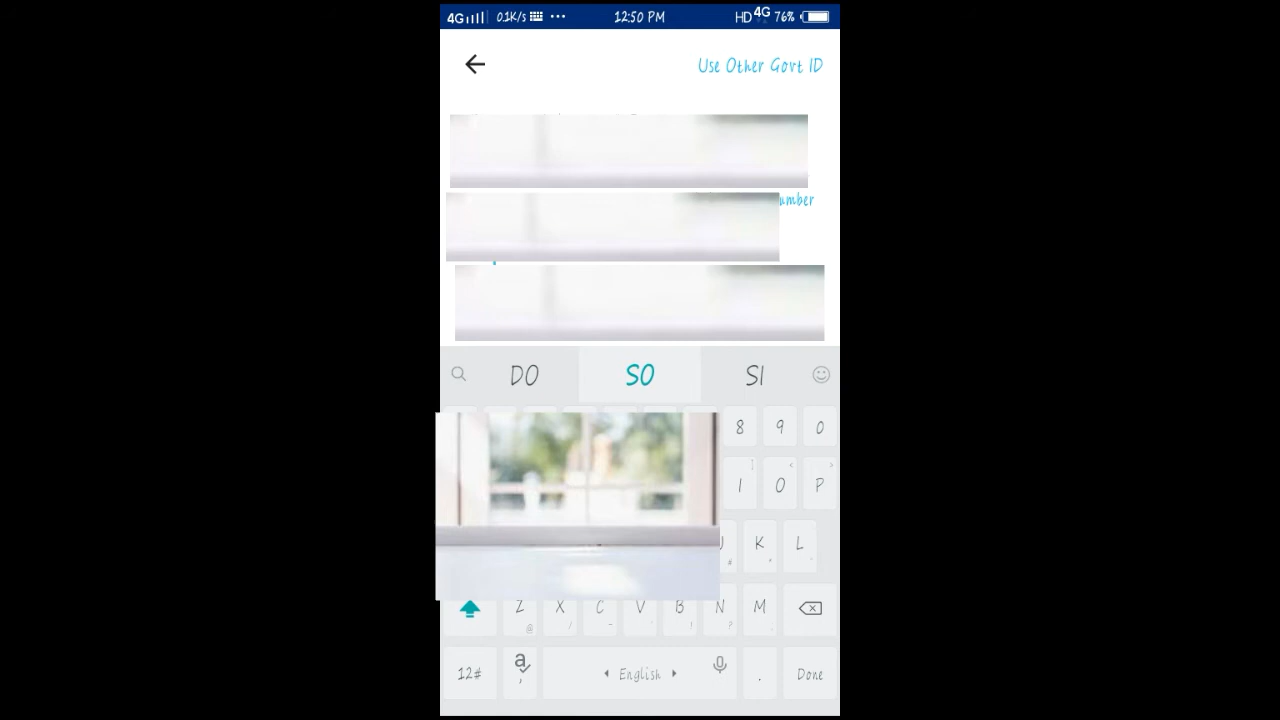 4G 0.1K/s ... 12:50 PM HD 4G 76%
Use Other Govt ID
DO SO SI
8 9 0
I O P
K L
Z X C V B N M
@ / - ' ! ?
12# a , English . Done